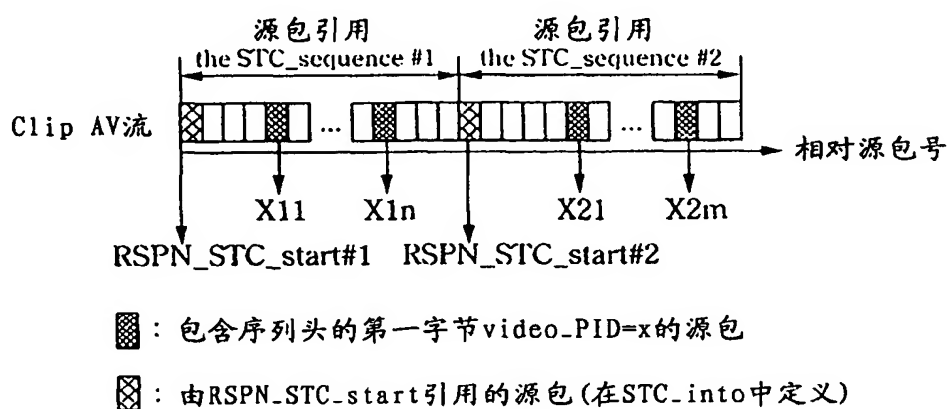 源包引用 源包引用
the STC_sequence #1 the STC_sequence #2
Clip AV流 ... ...
相对源包号
X11 X1n X21 X2m
RSPN_STC_start#1 RSPN_STC_start#2
: 包含序列头的第一字节video_PID=x的源包
: 由RSPN_STC_start引用的源包(在STC_into中定义)